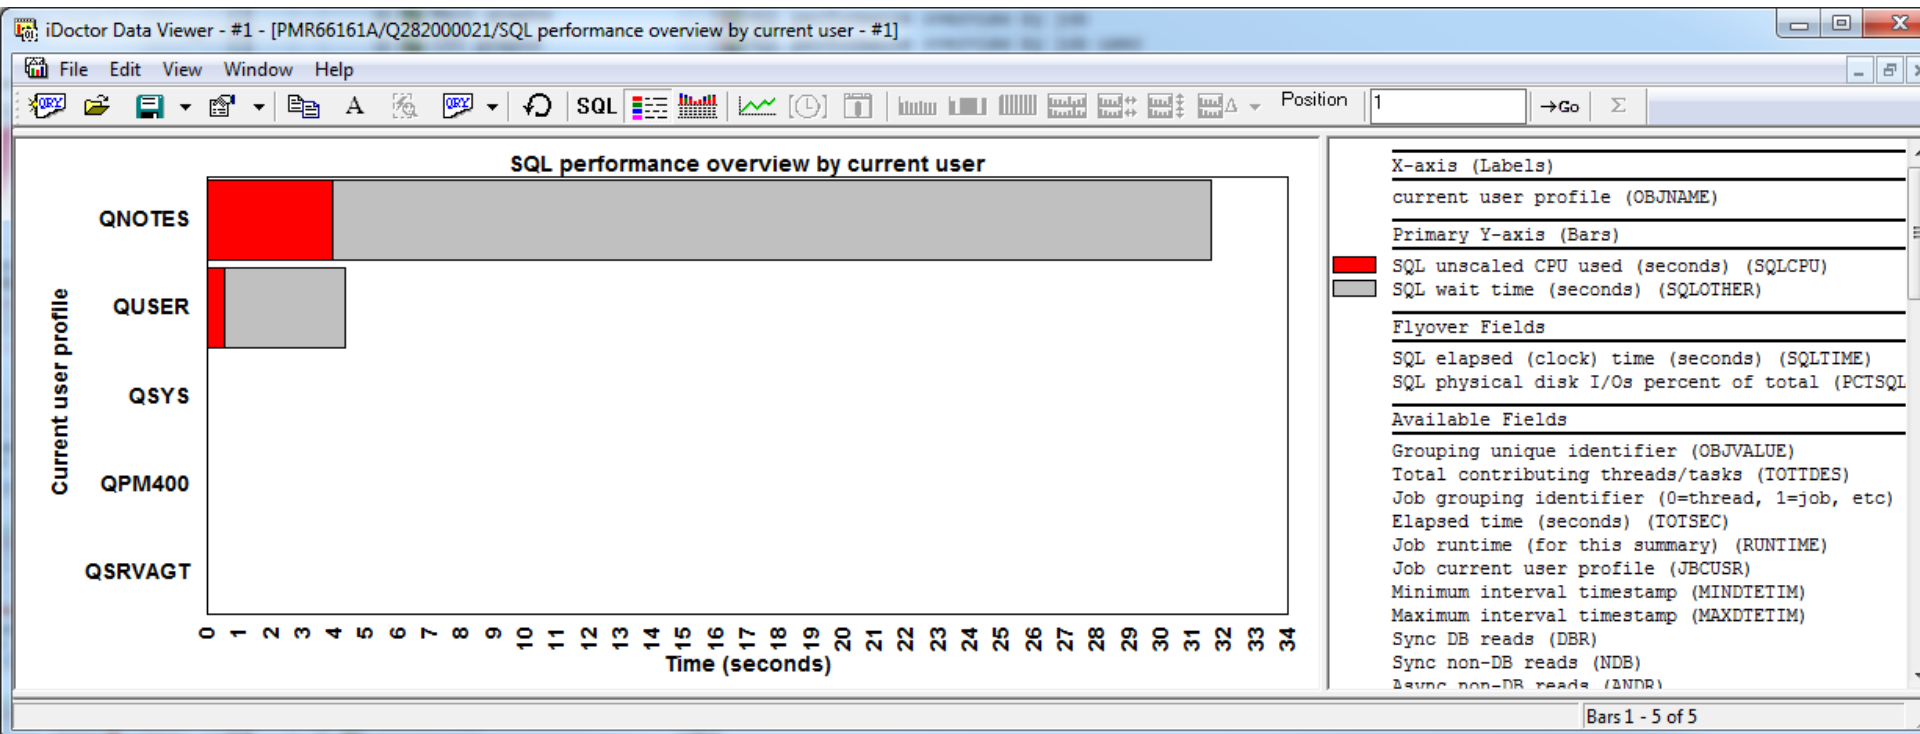 iDoctor Data Viewer - #1 - [PMR66161A/Q282000021/SQL performance overview by current user - #1]
File Edit View Window Help
QRY A QRY SQL Position 1 →Go Σ
SQL performance overview by current user
Current user profile
QNOTES
QUSER
QSYS
QPM400
QSRVAGT
0 1 2 3 4 5 6 7 8 9 10 11 12 13 14 15 16 17 18 19 20 21 22 23 24 25 26 27 28 29 30 31 32 33 34
Time (seconds)
X-axis (Labels)
current user profile (OBJNAME)
Primary Y-axis (Bars)
SQL unscaled CPU used (seconds) (SQLCPU)
SQL wait time (seconds) (SQLOTHER)
Flyover Fields
SQL elapsed (clock) time (seconds) (SQLTIME)
SQL physical disk I/Os percent of total (PCTSQL
Available Fields
Grouping unique identifier (OBJVALUE)
Total contributing threads/tasks (TOTTDES)
Job grouping identifier (0=thread, 1=job, etc)
Elapsed time (seconds) (TOTSEC)
Job runtime (for this summary) (RUNTIME)
Job current user profile (JBCUSR)
Minimum interval timestamp (MINDTETIM)
Maximum interval timestamp (MAXDTETIM)
Sync DB reads (DBR)
Sync non-DB reads (NDB)
Async non-DB reads (ANDR)
Bars 1 - 5 of 5